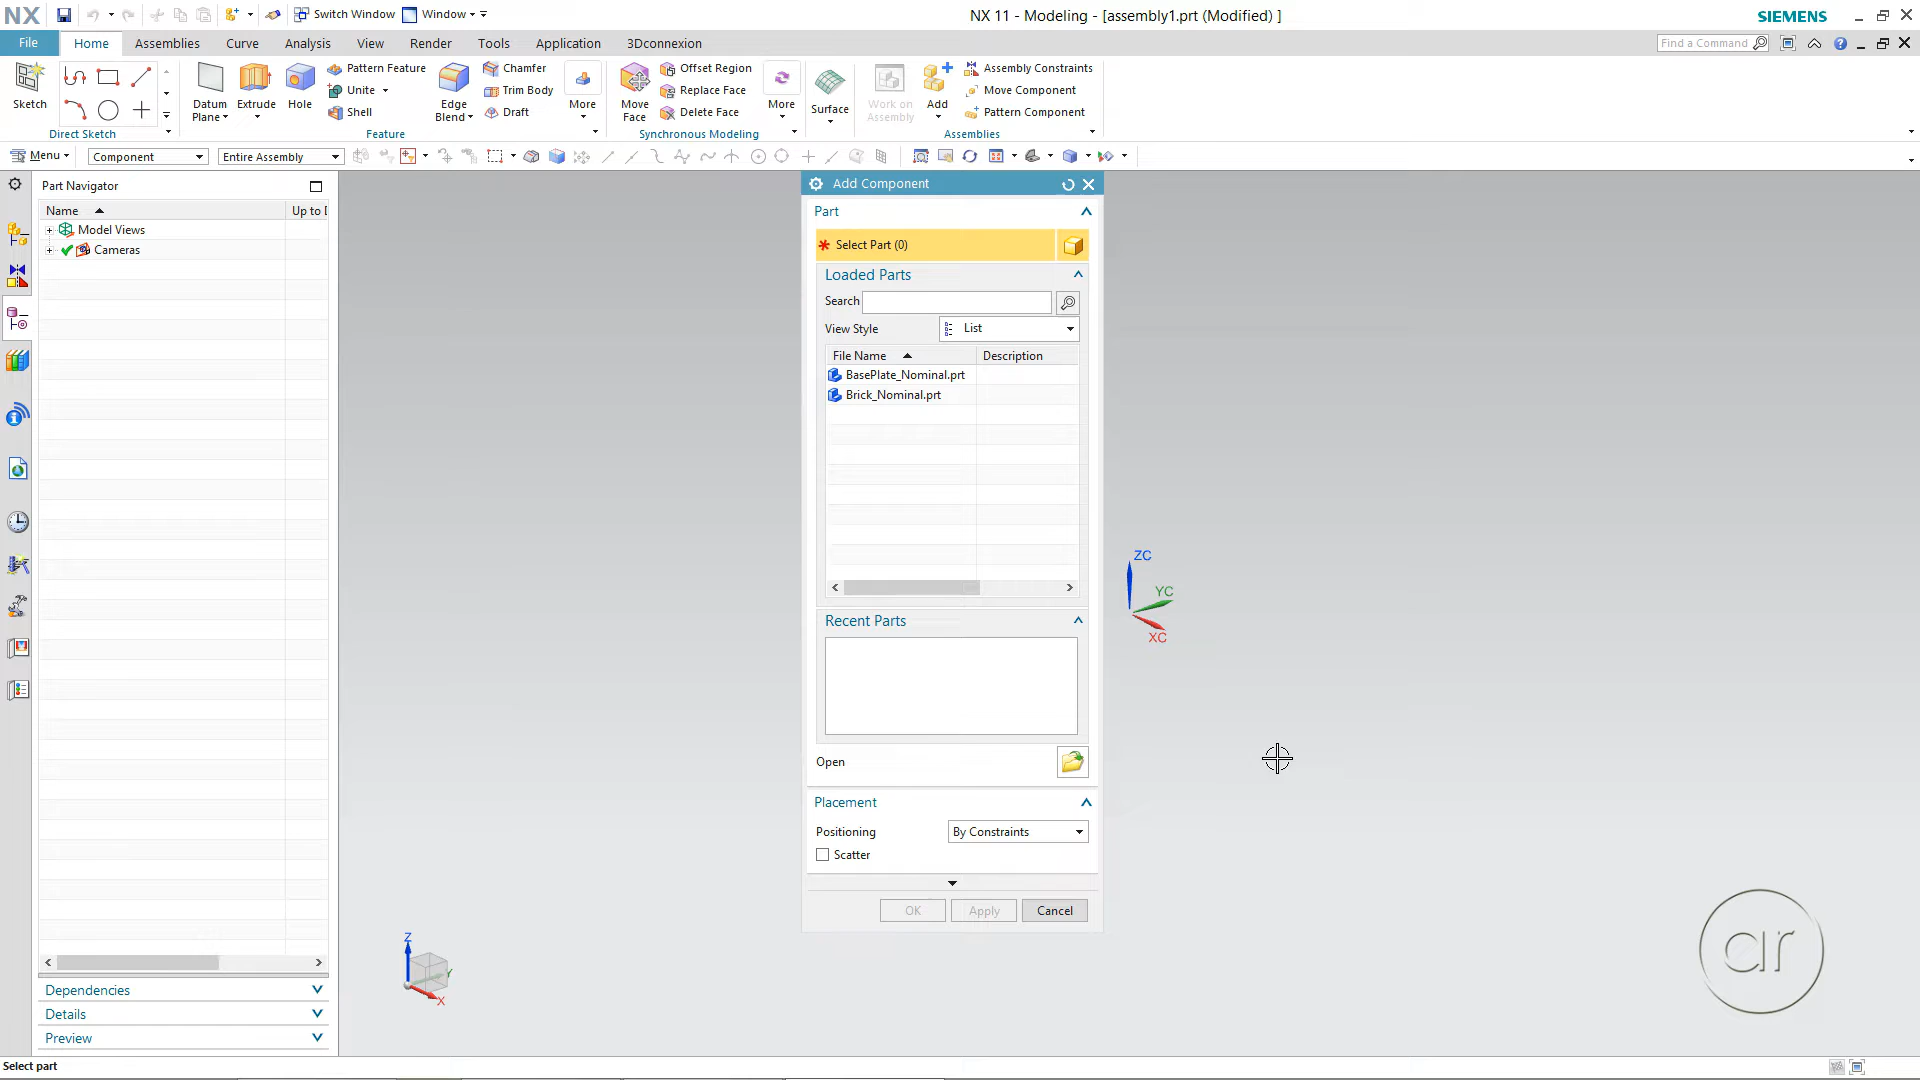 NX Switch Window Window NX 11 - Modeling - [assembly1.prt (Modified) ] SIEMENS
File Home Assemblies Curve Analysis View Render Tools Application 3Dconnexion Find a Command
Sketch
Direct Sketch
Datum Plane
Extrude
Hole
Pattern Feature
Unite
Shell
Edge Blend
Chamfer
Trim Body
Draft
More
Feature
Move Face
Offset Region
Replace Face
Delete Face
More
Synchronous Modeling
Surface
Work on Assembly
Add
Assembly Constraints
Move Component
Pattern Component
Assemblies
Menu Component Entire Assembly
Part Navigator
Name Up to
Model Views
Cameras
Dependencies
Details
Preview
Add Component
Part
* Select Part (0)
Loaded Parts
Search
View Style List
File Name Description
BasePlate_Nominal.prt
Brick_Nominal.prt
Recent Parts
Open
Placement
Positioning By Constraints
Scatter
OK Apply Cancel
ZC
YC
XC
Z
Y
X
ar
Select part